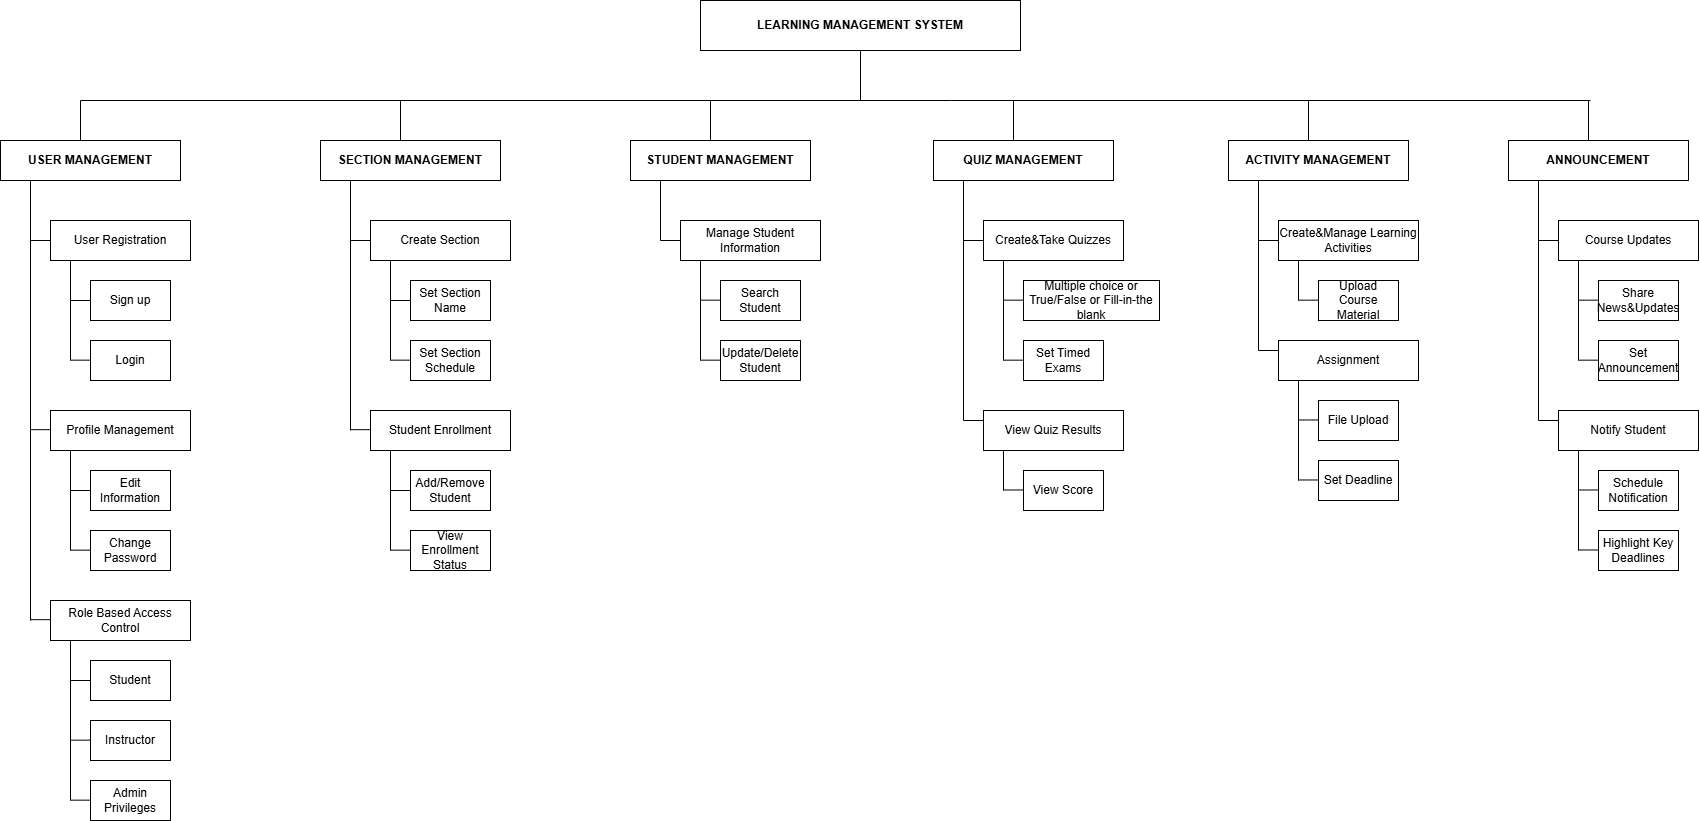 LEARNING MANAGEMENT SYSTEM
USER MANAGEMENT
User Registration
Sign up
Login
Profile Management
Edit
Information
Change
Password
Role Based Access
Control
Student
Instructor
Admin
Privileges
SECTION MANAGEMENT
Create Section
Set Section
Name
Set Section
Schedule
Student Enrollment
Add/Remove
Student
View
Enrollment
Status
STUDENT MANAGEMENT
Manage Student
Information
Search
Student
Update/Delete
Student
QUIZ MANAGEMENT
Create&Take Quizzes
Multiple choice or
True/False or Fill-in-the
blank
Set Timed
Exams
View Quiz Results
View Score
ACTIVITY MANAGEMENT
Create&Manage Learning
Activities
Upload
Course
Material
Assignment
File Upload
Set Deadline
ANNOUNCEMENT
Course Updates
Share
News&Updates
Set
Announcement
Notify Student
Schedule
Notification
Highlight Key
Deadlines